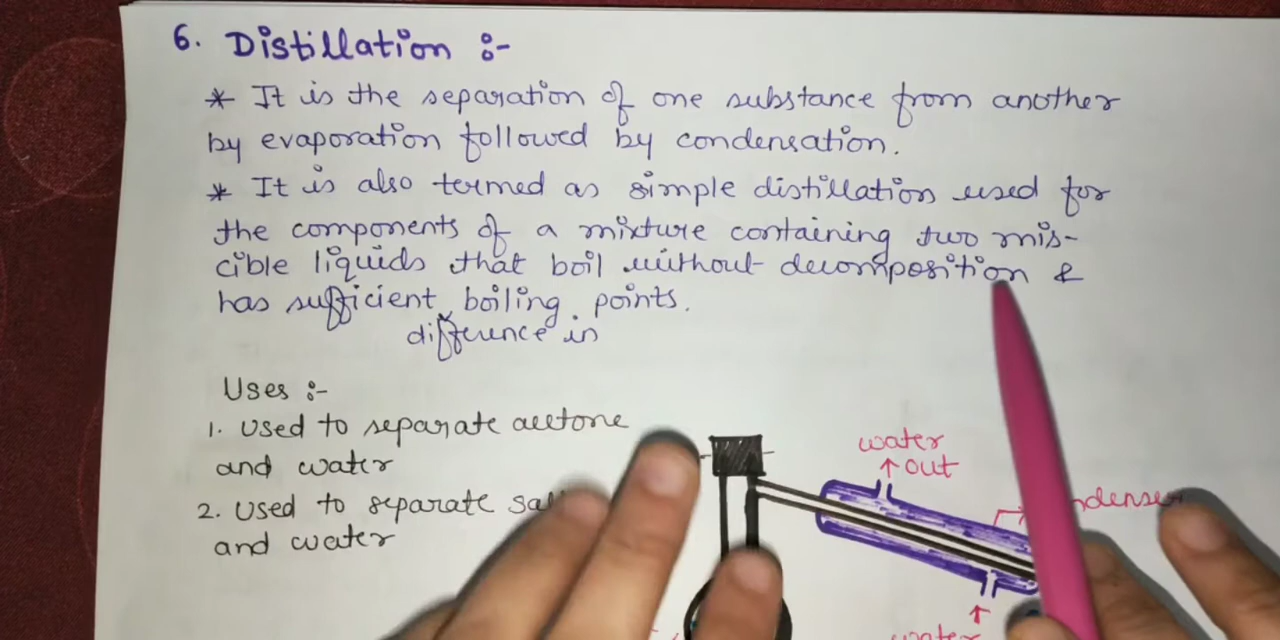 6. Distillation :-
* It is the separation of one substance from another
by evaporation followed by condensation.
* It is also termed as simple distillation used for
the components of a mixture containing two mis-
cible liquids that boil without decomposition &
has sufficient boiling points.
difference in
Uses :-
1. Used to separate acetone
and water
2. Used to separate
and water
water
↑ out
↑
water